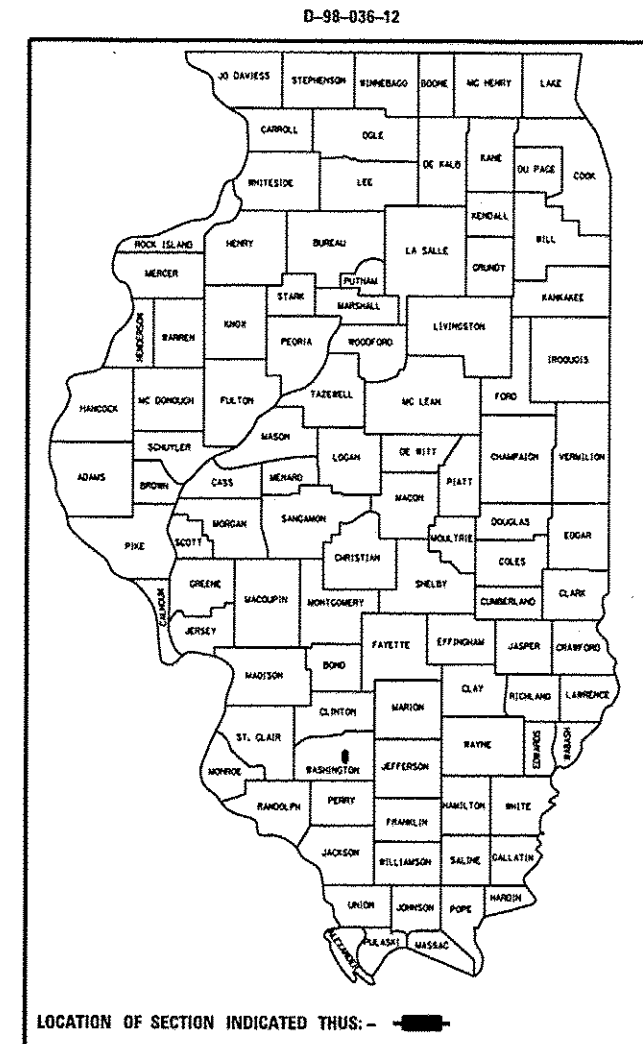 D-98-036-12
JO DAVIESS STEPHENSON WINNEBAGO BOONE MC HENRY LAKE
CARROLL OGLE DE KALB KANE DU PAGE COOK
WHITESIDE LEE
KENDALL WILL
ROCK ISLAND HENRY BUREAU LA SALLE GRUNDY
MERCER PUTNAM KANKAKEE
STARK MARSHALL LIVINGSTON
HENDERSON WARREN KNOX PEORIA WOODFORD IROQUOIS
HANCOCK MC DONOUGH FULTON TAZEWELL MC LEAN FORD
MASON
SCHUYLER LOGAN DE WITT CHAMPAIGN VERMILION
ADAMS BROWN CASS MENARD MACON PIATT
MORGAN SANGAMON DOUGLAS
PIKE SCOTT CHRISTIAN MOULTRIE COLES EDGAR
GREENE SHELBY
CALHOUN MACOUPIN MONTGOMERY CUMBERLAND CLARK
JERSEY FAYETTE EFFINGHAM JASPER CRAWFORD
MADISON BOND
CLAY RICHLAND LAWRENCE
CLINTON MARION
ST. CLAIR WAYNE EDWARDS WABASH
MONROE WASHINGTON JEFFERSON
RANDOLPH PERRY HAMILTON WHITE
FRANKLIN
JACKSON WILLIAMSON SALINE GALLATIN
UNION JOHNSON POPE HARDIN
ALEXANDER PULASKI MASSAC
LOCATION OF SECTION INDICATED THUS:-